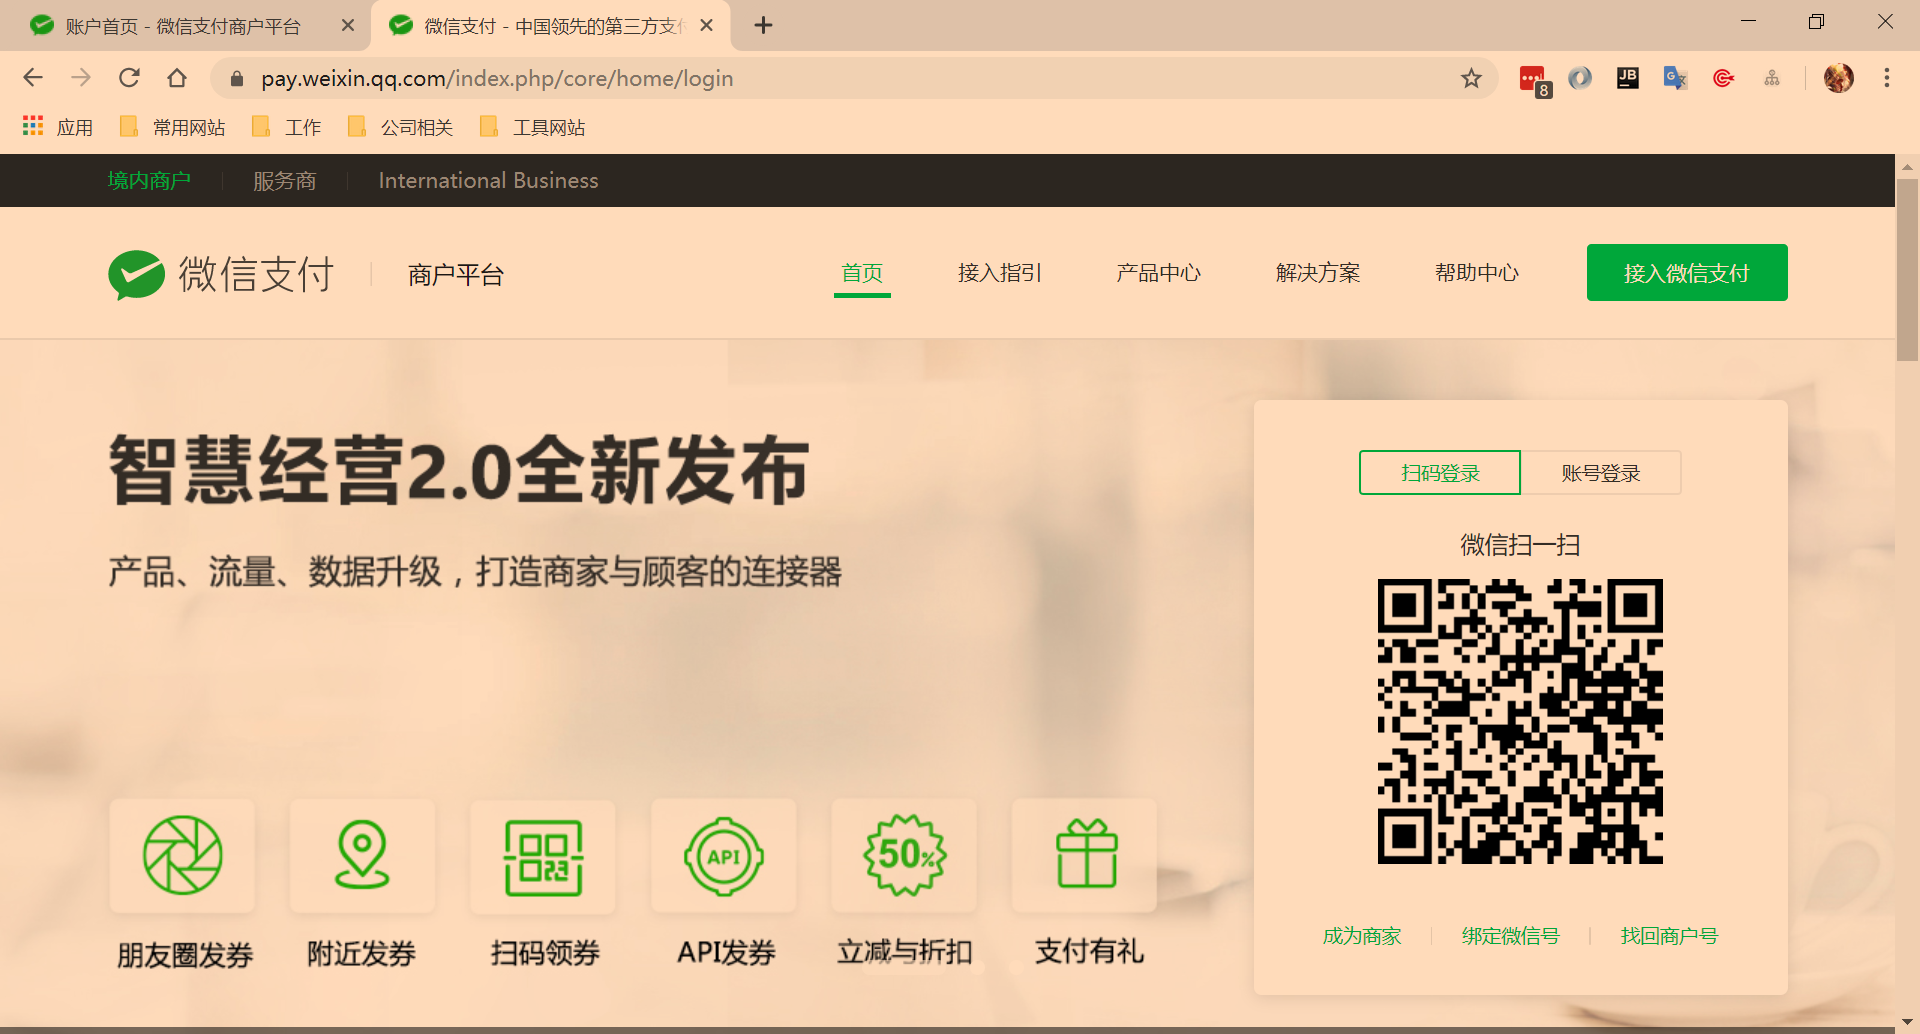 账户首页 - 微信支付商户平台
微信支付 - 中国领先的第三方支付
pay.weixin.qq.com/index.php/core/home/login
8
JB
G
应用 常用网站 工作 公司相关 工具网站
境内商户 服务商 International Business
微信支付 商户平台 首页 接入指引 产品中心 解决方案 帮助中心 接入微信支付
智慧经营2.0全新发布
产品、流量、数据升级，打造商家与顾客的连接器
扫码登录 账号登录
微信扫一扫
API
50%
朋友圈发券 附近发券 扫码领券 API发券 立减与折扣 支付有礼
成为商家 绑定微信号 找回商户号